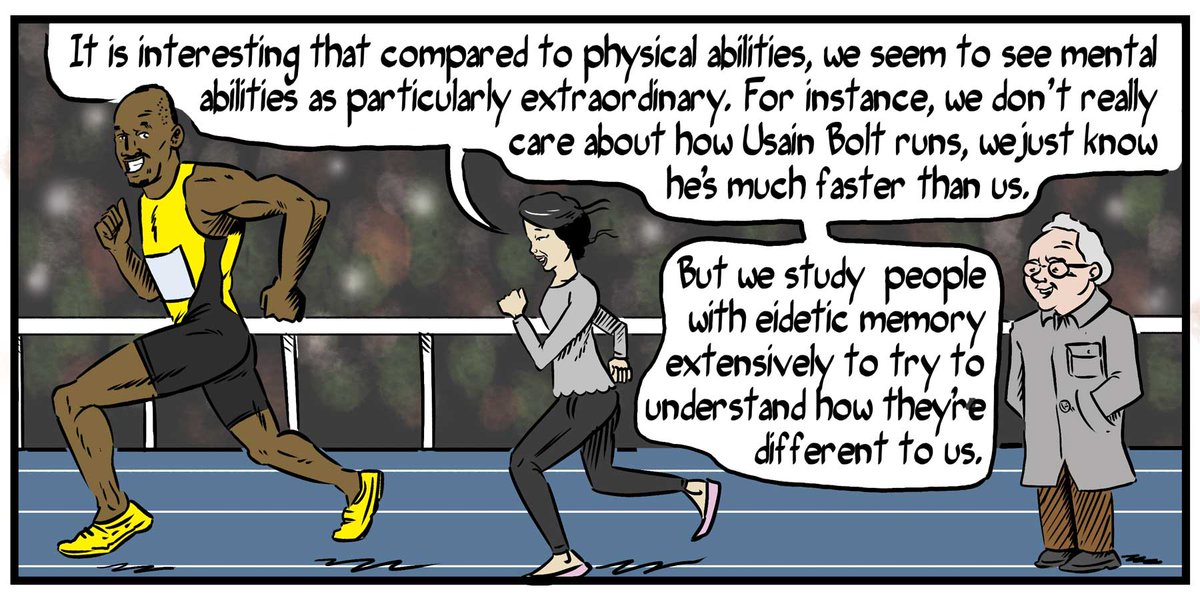 It is interesting that compared to physical abilities, we seem to see mental
abilities as particularly extraordinary. For instance, we don't really
care about how Usain Bolt runs, we just know
he's much faster than us.
But we study people
with eidetic memory
extensively to try to
understand how they're
different to us.